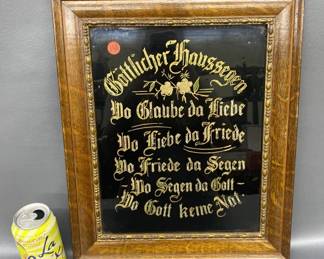 Göttlicher Haussegen
Wo Glaube da Liebe
Wo Liebe da Friede
Wo Friede da Segen
Wo Segen da Gott
Wo Gott keine Not.
La